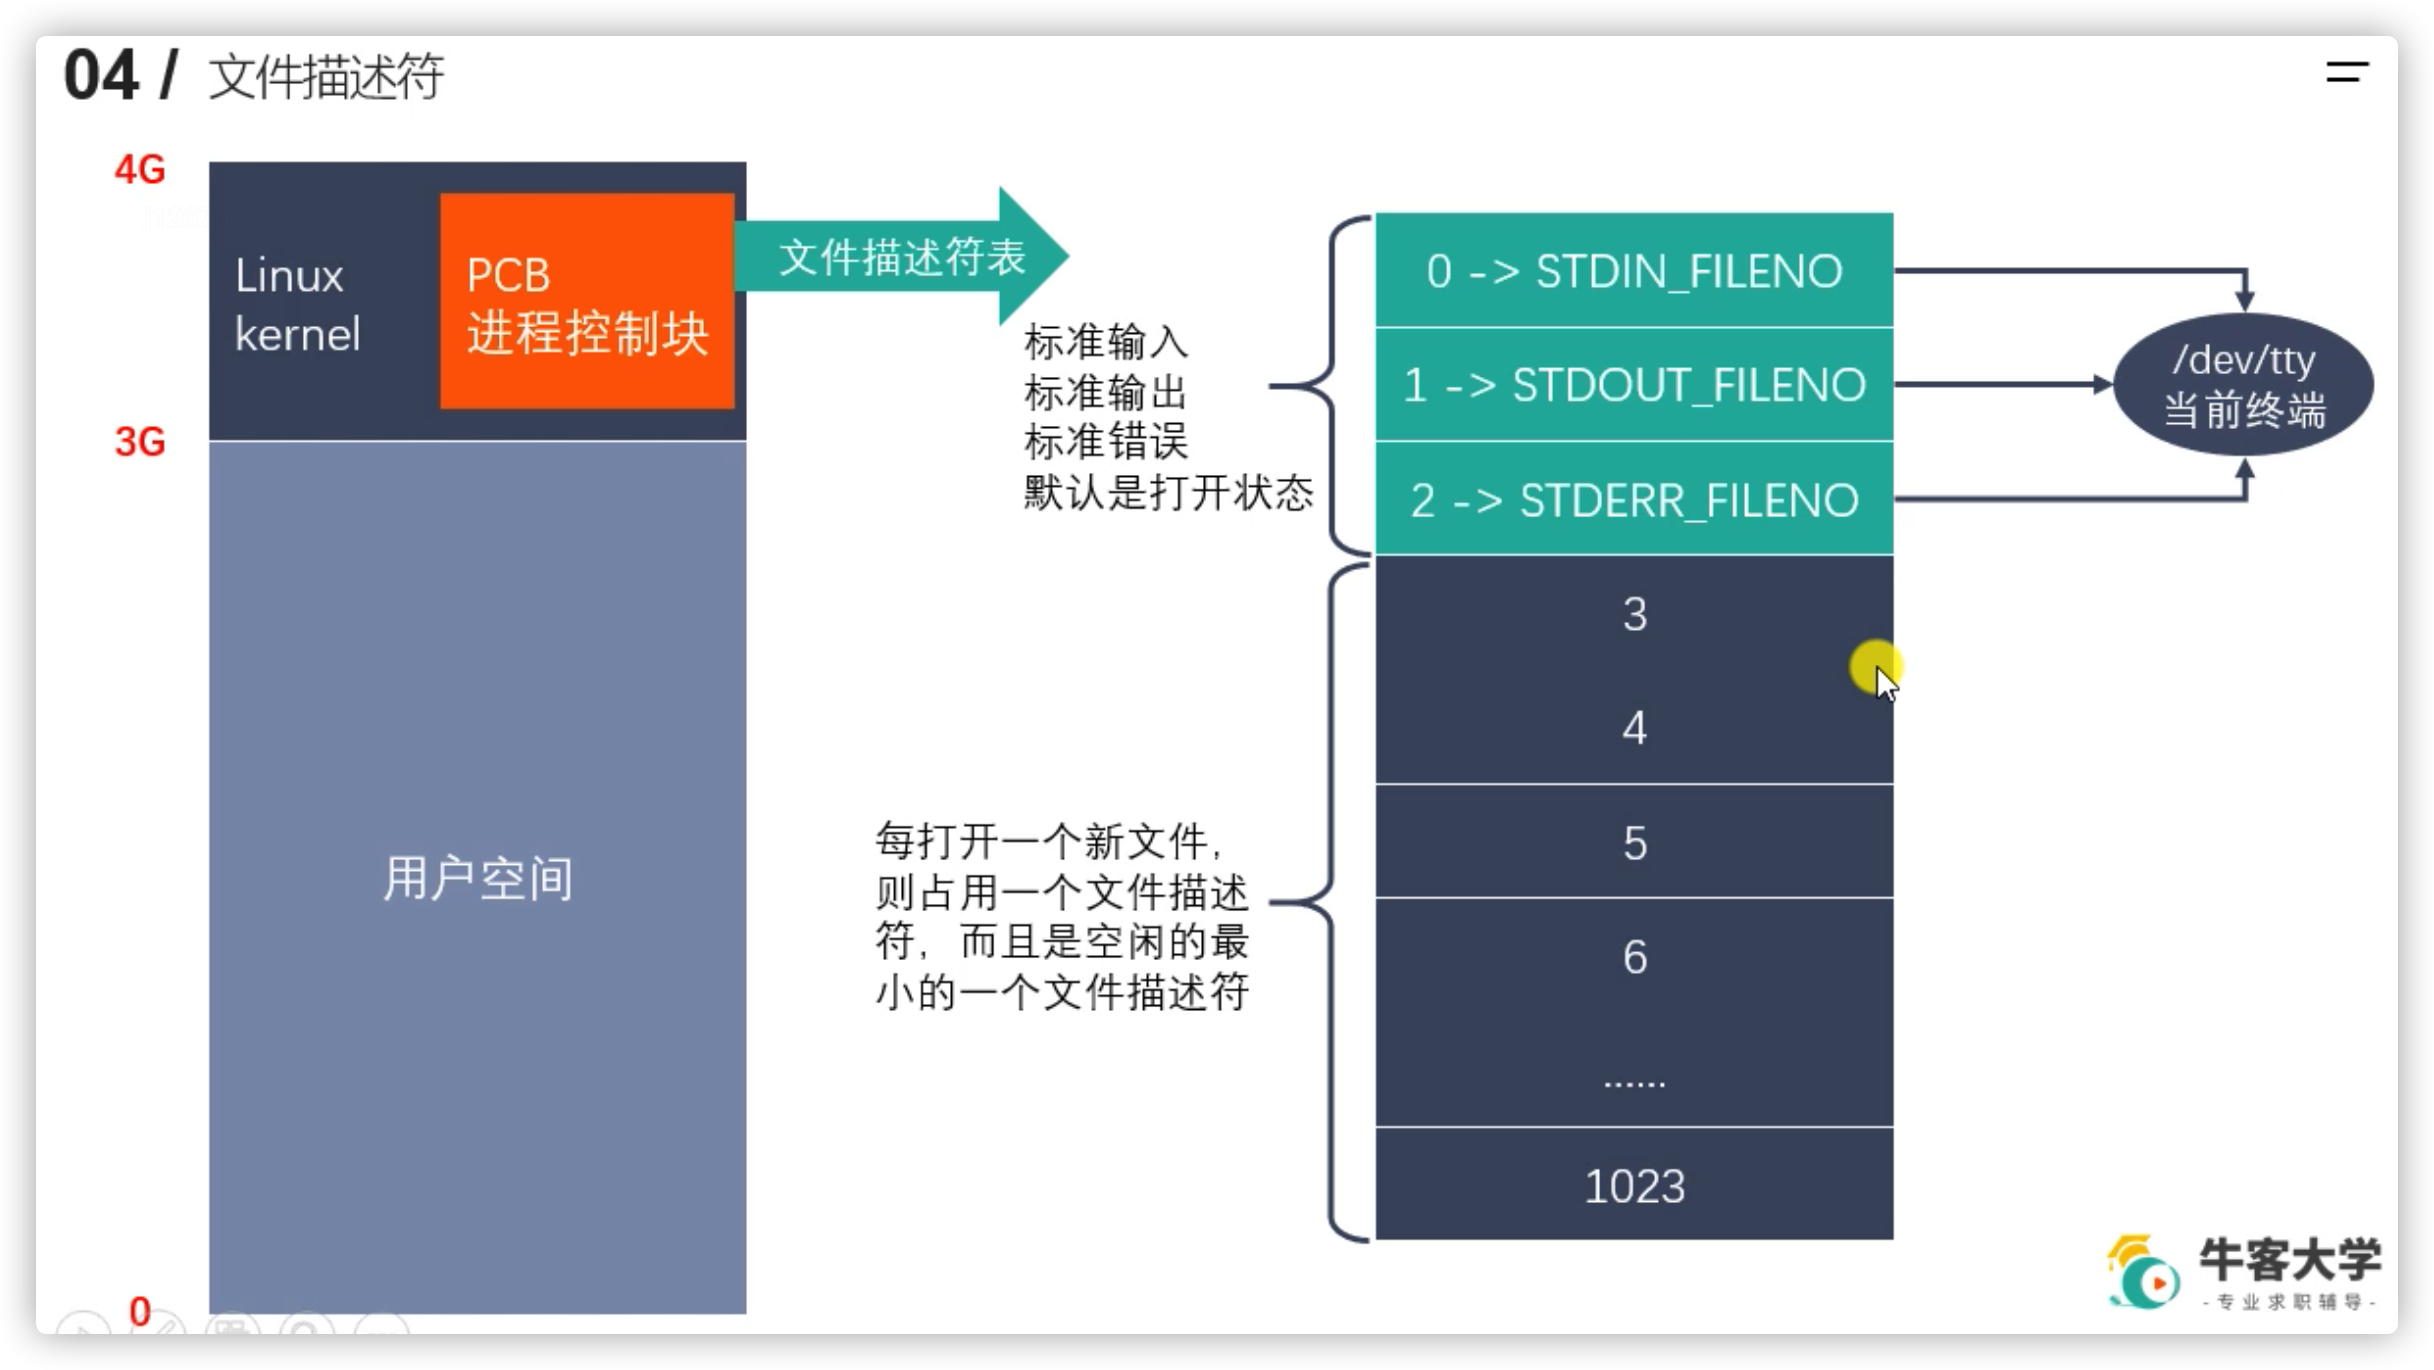 04 / 文件描述符
4G
Linux
kernel
PCB
进程控制块
文件描述符表
3G
用户空间
0
标准输入
标准输出
标准错误
默认是打开状态
每打开一个新文件,
则占用一个文件描述
符, 而且是空闲的最
小的一个文件描述符
0 -> STDIN_FILENO
1 -> STDOUT_FILENO
2 -> STDERR_FILENO
3
4
5
6
......
1023
/dev/tty
当前终端
牛客大学
- 专业求职辅导 -